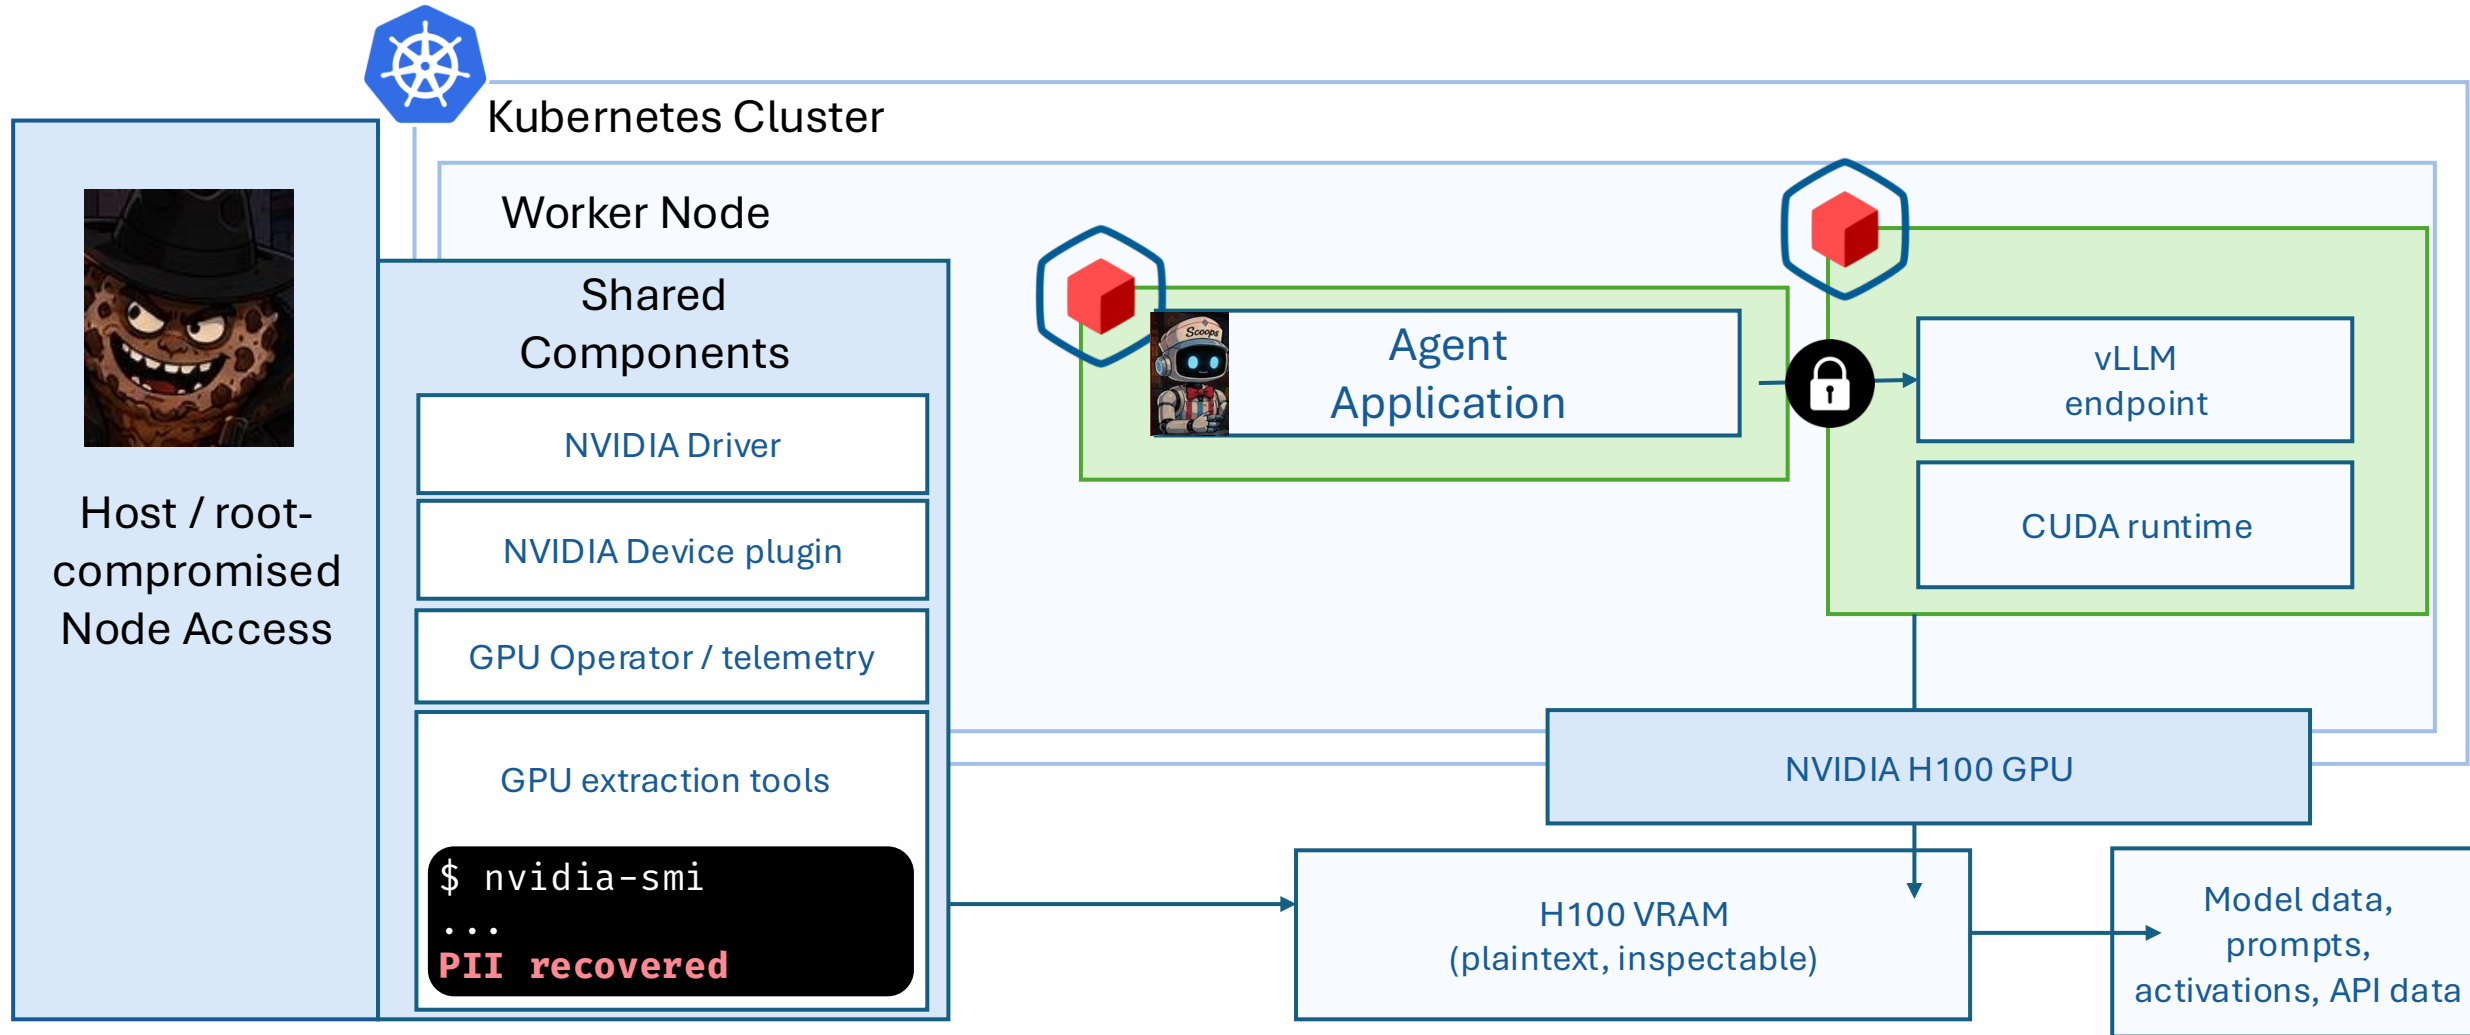 Kubernetes Cluster
Worker Node
Host / root-
compromised
Node Access
Shared
Components
NVIDIA Driver
NVIDIA Device plugin
GPU Operator / telemetry
GPU extraction tools
$ nvidia-smi
...
PII recovered
Scoops
Agent
Application
vLLM
endpoint
CUDA runtime
NVIDIA H100 GPU
H100 VRAM
(plaintext, inspectable)
Model data,
prompts,
activations, API data